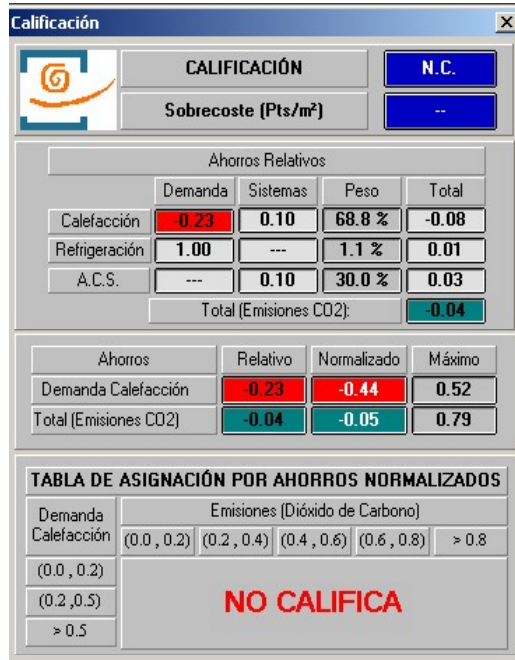 Calificación
CALIFICACIÓN N.C.
Sobrecoste (Pts/m²) --
Ahorros Relativos
Demanda Sistemas Peso Total
Calefacción -0.23 0.10 68.8 % -0.08
Refrigeración 1.00 --- 1.1 % 0.01
A.C.S. --- 0.10 30.0 % 0.03
Total (Emisiones CO2): -0.04
Ahorros Relativo Normalizado Máximo
Demanda Calefacción -0.23 -0.44 0.52
Total (Emisiones CO2) -0.04 -0.05 0.79
TABLA DE ASIGNACIÓN POR AHORROS NORMALIZADOS
Demanda Calefacción
Emisiones (Dióxido de Carbono)
(0.0 , 0.2) (0.2 , 0.4) (0.4 , 0.6) (0.6 , 0.8) > 0.8
(0.0 , 0.2)
(0.2 ,0.5)
> 0.5
NO CALIFICA